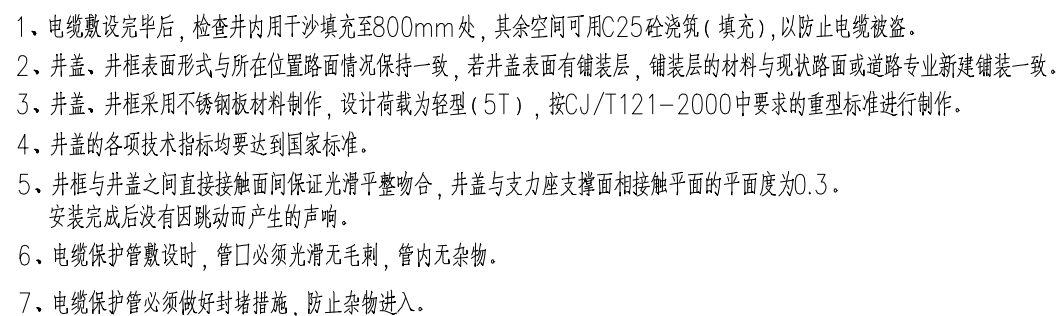 1、电缆敷设完毕后，检查井内用干沙填充至800mm处，其余空间可用C25砼浇筑(填充)，以防止电缆被盗。
2、井盖、井框表面形式与所在位置路面情况保持一致，若井盖表面有铺装层，铺装层的材料与现状路面或道路专业新建铺装一致。
3、井盖、井框采用不锈钢板材料制作，设计荷载为轻型(5T)，按CJ/T121-2000中要求的重型标准进行制作。
4、井盖的各项技术指标均要达到国家标准。
5、井框与井盖之间直接接触面间保证光滑平整吻合，井盖与支力座支撑面相接触平面的平面度为0.3。
安装完成后没有因跳动而产生的声响。
6、电缆保护管敷设时，管口必须光滑无毛刺，管内无杂物。
7、电缆保护管必须做好封堵措施，防止杂物进入。